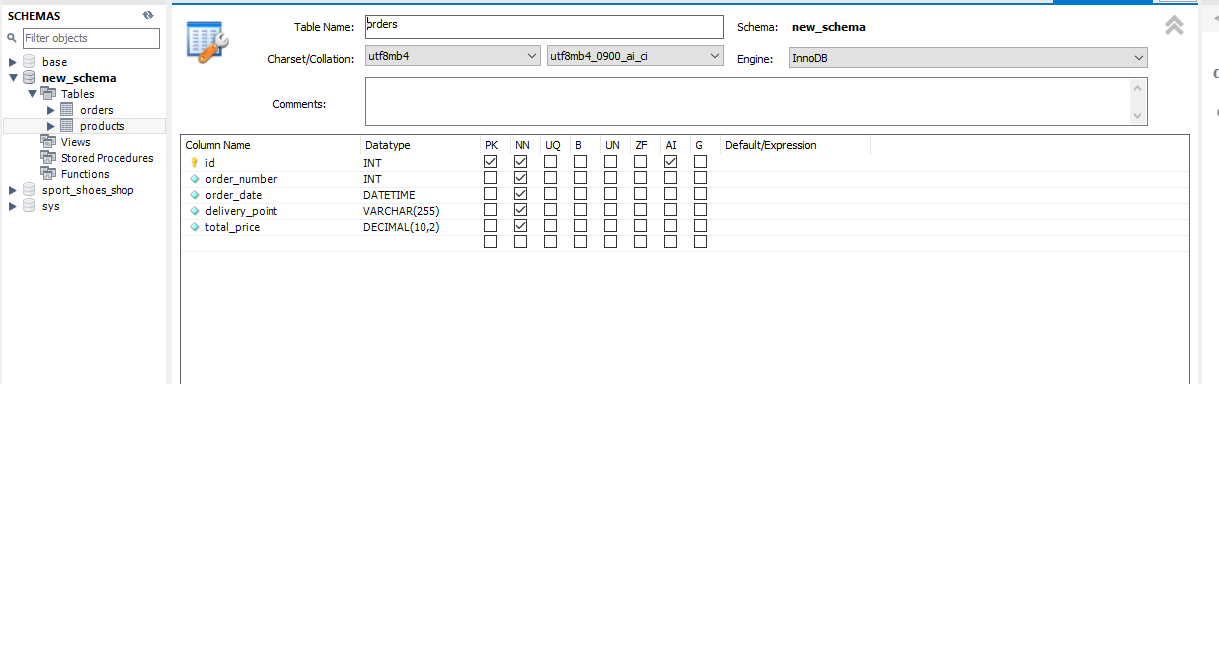 SCHEMAS
Filter objects
base
new_schema
Tables
orders
products
Views
Stored Procedures
Functions
sport_shoes_shop
sys
Table Name: orders Schema: new_schema
Charset/Collation: utf8mb4 utf8mb4_0900_ai_ci Engine: InnoDB
Comments:
Column Name Datatype PK NN UQ B UN ZF AI G Default/Expression
id INT
order_number INT
order_date DATETIME
delivery_point VARCHAR(255)
total_price DECIMAL(10,2)